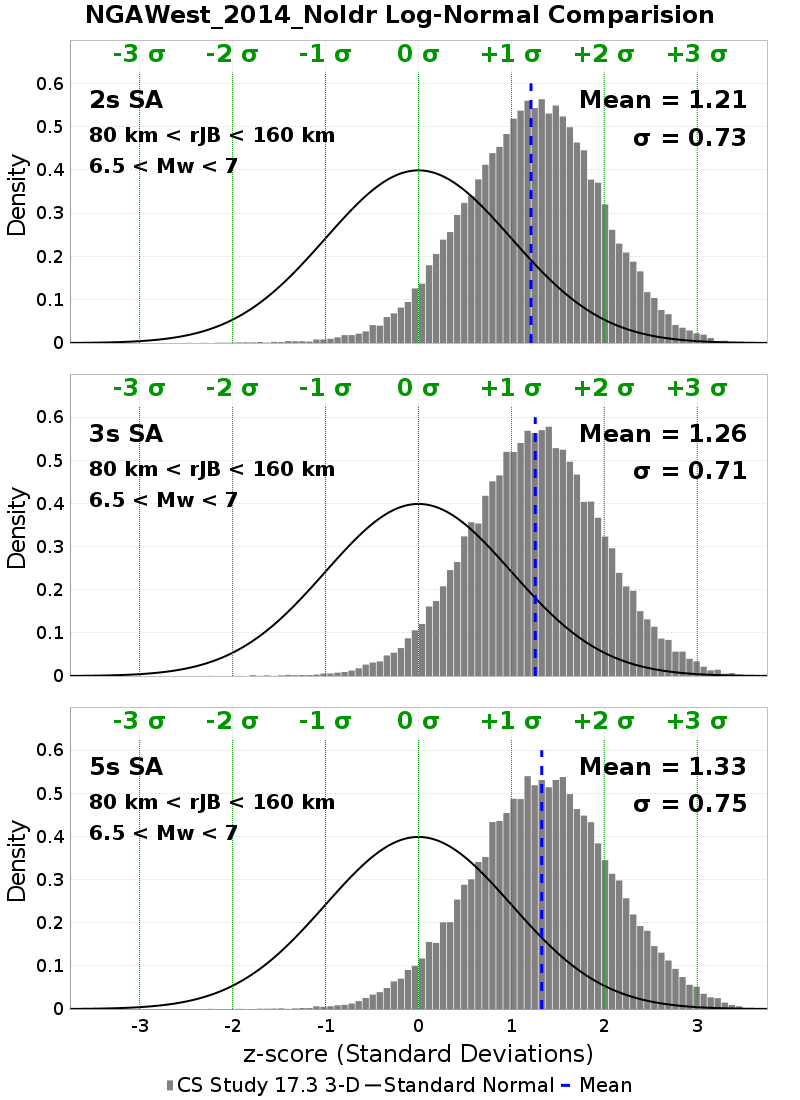 NGAWest_2014_NoIdr Log-Normal Comparision
-3 σ -2 σ -1 σ 0 σ +1 σ +2 σ +3 σ
2s SA
Mean = 1.21
80 km < rJB < 160 km
σ = 0.73
6.5 < Mw < 7
0.6
0.5
0.4
0.3
0.2
0.1
0
Density
-3 σ -2 σ -1 σ 0 σ +1 σ +2 σ +3 σ
3s SA
Mean = 1.26
80 km < rJB < 160 km
σ = 0.71
6.5 < Mw < 7
0.6
0.5
0.4
0.3
0.2
0.1
0
Density
-3 σ -2 σ -1 σ 0 σ +1 σ +2 σ +3 σ
5s SA
Mean = 1.33
80 km < rJB < 160 km
σ = 0.75
6.5 < Mw < 7
0.6
0.5
0.4
0.3
0.2
0.1
0
Density
-3 -2 -1 0 1 2 3
z-score (Standard Deviations)
CS Study 17.3 3-D Standard Normal Mean